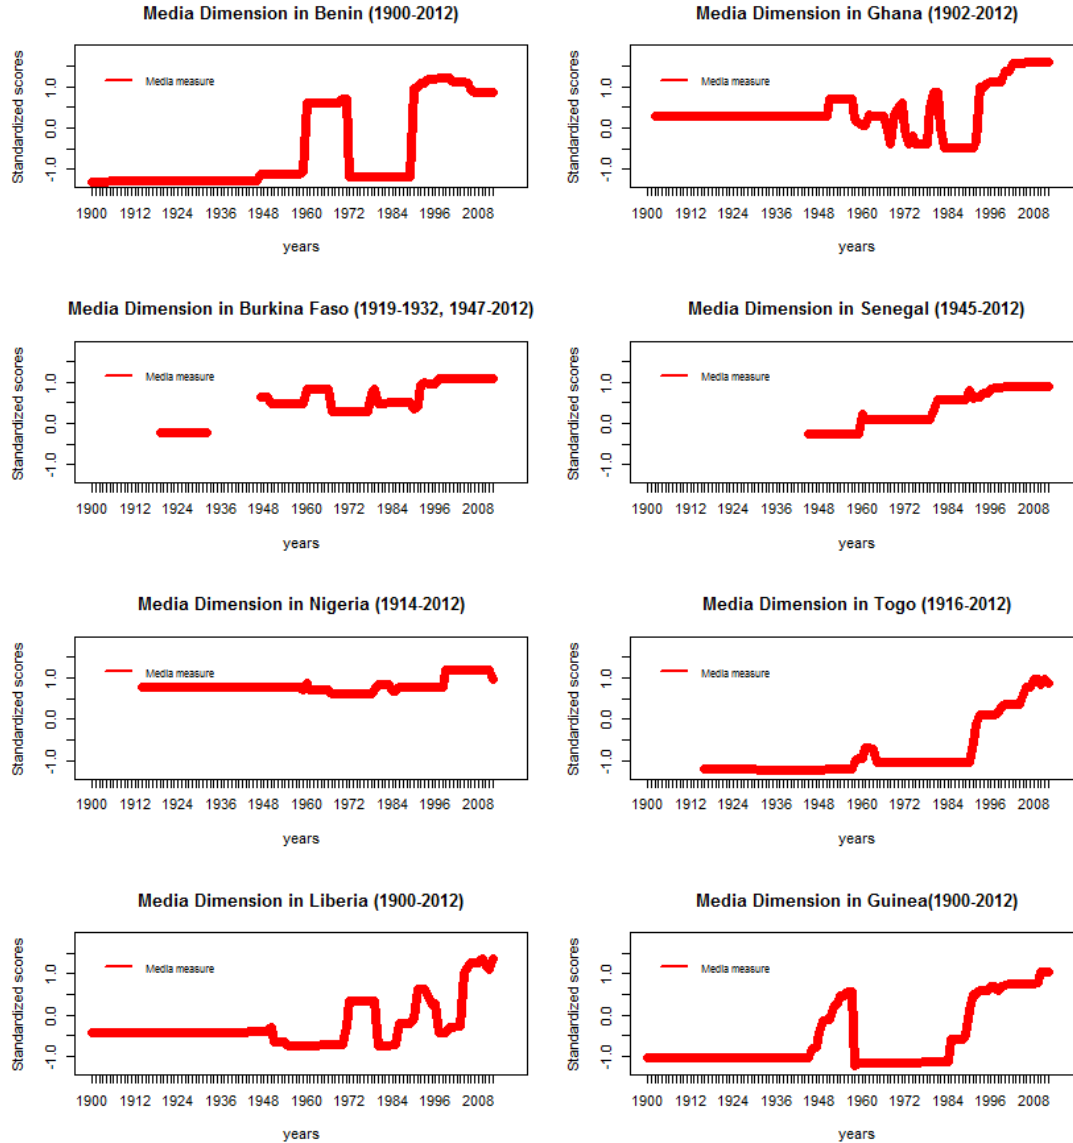 Media Dimension in Benin (1900-2012)
Standardized scores
1.0
0.0
-1.0
Media measure
1900 1912 1924 1936 1948 1960 1972 1984 1996 2008
years
Media Dimension in Ghana (1902-2012)
Standardized scores
1.0
0.0
-1.0
Media measure
1900 1912 1924 1936 1948 1960 1972 1984 1996 2008
years
Media Dimension in Burkina Faso (1919-1932, 1947-2012)
Standardized scores
1.0
0.0
-1.0
Media measure
1900 1912 1924 1936 1948 1960 1972 1984 1996 2008
years
Media Dimension in Senegal (1945-2012)
Standardized scores
1.0
0.0
-1.0
Media measure
1900 1912 1924 1936 1948 1960 1972 1984 1996 2008
years
Media Dimension in Nigeria (1914-2012)
Standardized scores
1.0
0.0
-1.0
Media measure
1900 1912 1924 1936 1948 1960 1972 1984 1996 2008
years
Media Dimension in Togo (1916-2012)
Standardized scores
1.0
0.0
-1.0
Media measure
1900 1912 1924 1936 1948 1960 1972 1984 1996 2008
years
Media Dimension in Liberia (1900-2012)
Standardized scores
1.0
0.0
-1.0
Media measure
1900 1912 1924 1936 1948 1960 1972 1984 1996 2008
years
Media Dimension in Guinea(1900-2012)
Standardized scores
1.0
0.0
-1.0
Media measure
1900 1912 1924 1936 1948 1960 1972 1984 1996 2008
years